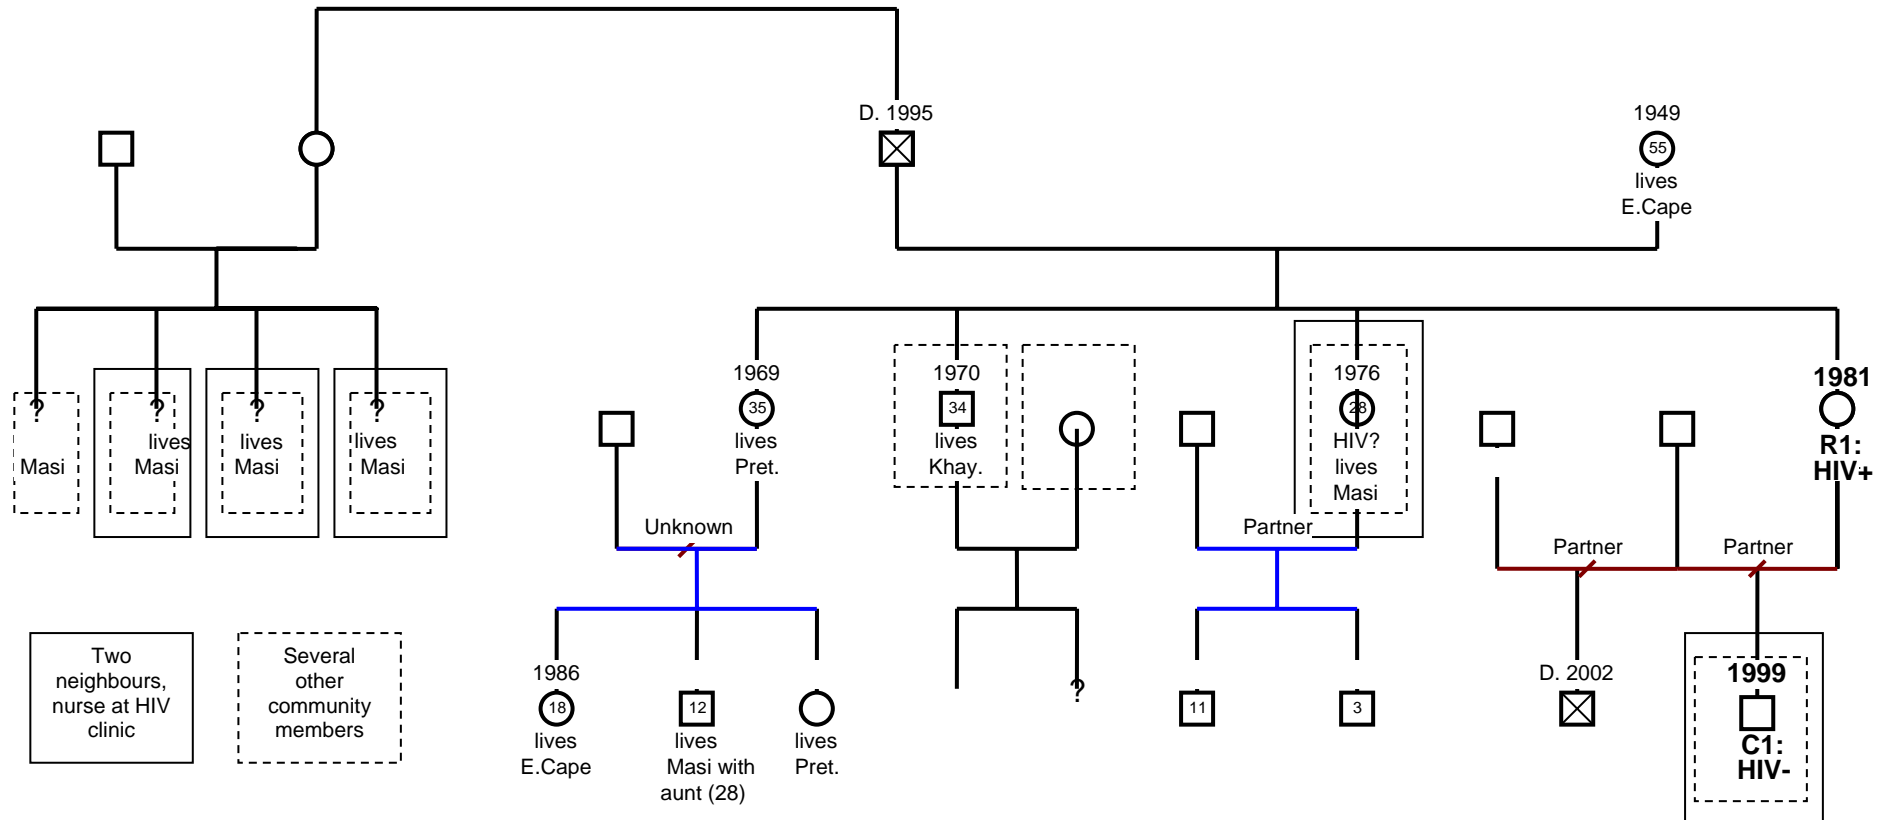 D. 1995
1949
55
lives
E.Cape
1969
35
lives
Pret.
1970
34
lives
Khay.
1976
28
HIV?
lives
Masi
1981
R1:
HIV+
?
Masi
?
lives
Masi
?
lives
Masi
?
lives
Masi
Unknown
Partner
Partner
Partner
Two
neighbours,
nurse at HIV
clinic
Several
other
community
members
1986
18
lives
E.Cape
12
lives
Masi with
aunt (28)
lives
Pret.
?
11
3
D. 2002
1999
C1:
HIV-